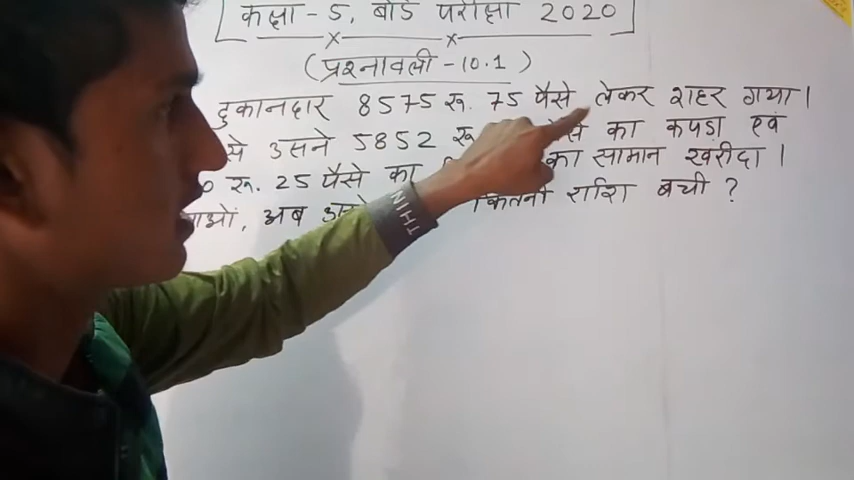 कक्षा - 5, बोर्ड परीक्षा 2020
(प्रश्नावली - 10.1)
दुकानदार 8575 रू. 75 पैसे लेकर शहर गया।
से उसने 5852 रू का कपड़ा एवं
रू. 25 पैसे का का सामान खरीदा।
अब कितनी राशि बची ?
THIN